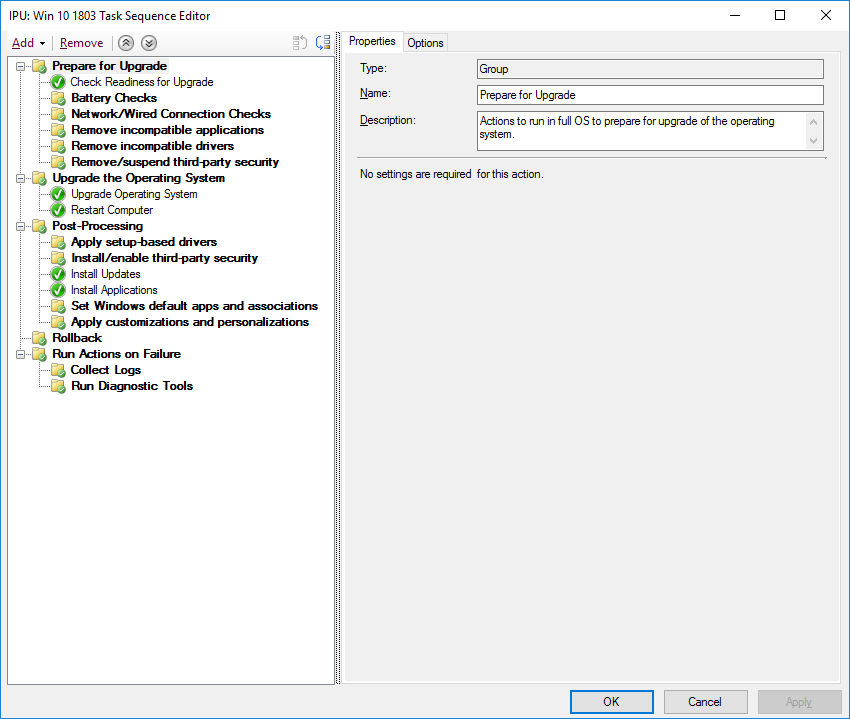 IPU: Win 10 1803 Task Sequence Editor
Add Remove
Prepare for Upgrade
Check Readiness for Upgrade
Battery Checks
Network/Wired Connection Checks
Remove incompatible applications
Remove incompatible drivers
Remove/suspend third-party security
Upgrade the Operating System
Upgrade Operating System
Restart Computer
Post-Processing
Apply setup-based drivers
Install/enable third-party security
Install Updates
Install Applications
Set Windows default apps and associations
Apply customizations and personalizations
Rollback
Run Actions on Failure
Collect Logs
Run Diagnostic Tools
Properties Options
Type: Group
Name: Prepare for Upgrade
Description: Actions to run in full OS to prepare for upgrade of the operating
system.
No settings are required for this action.
OK Cancel Apply